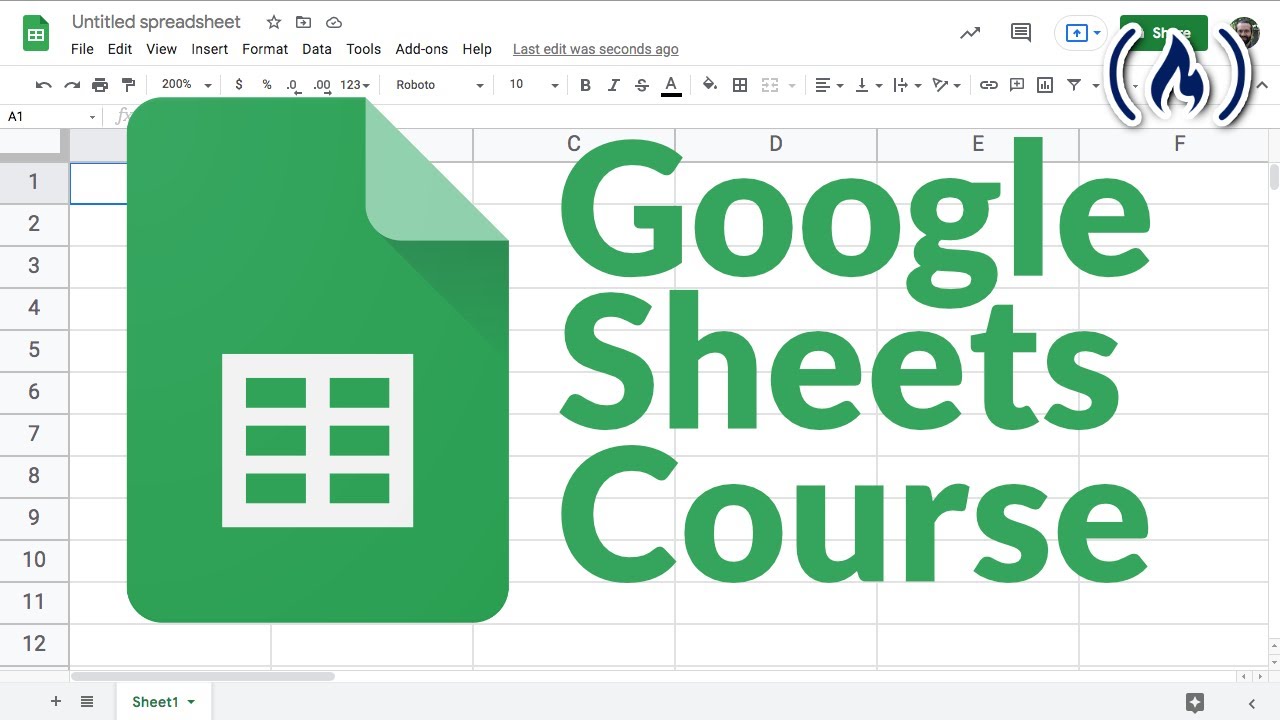 Untitled spreadsheet
File Edit View Insert Format Data Tools Add-ons Help Last edit was seconds ago
Share
200% $ % .0 .00 123 Roboto 10 B I S A
A1 fx
C D E F
1
2
3
4
5
6
7
8
9
10
11
12
Google
Sheets
Course
Sheet1